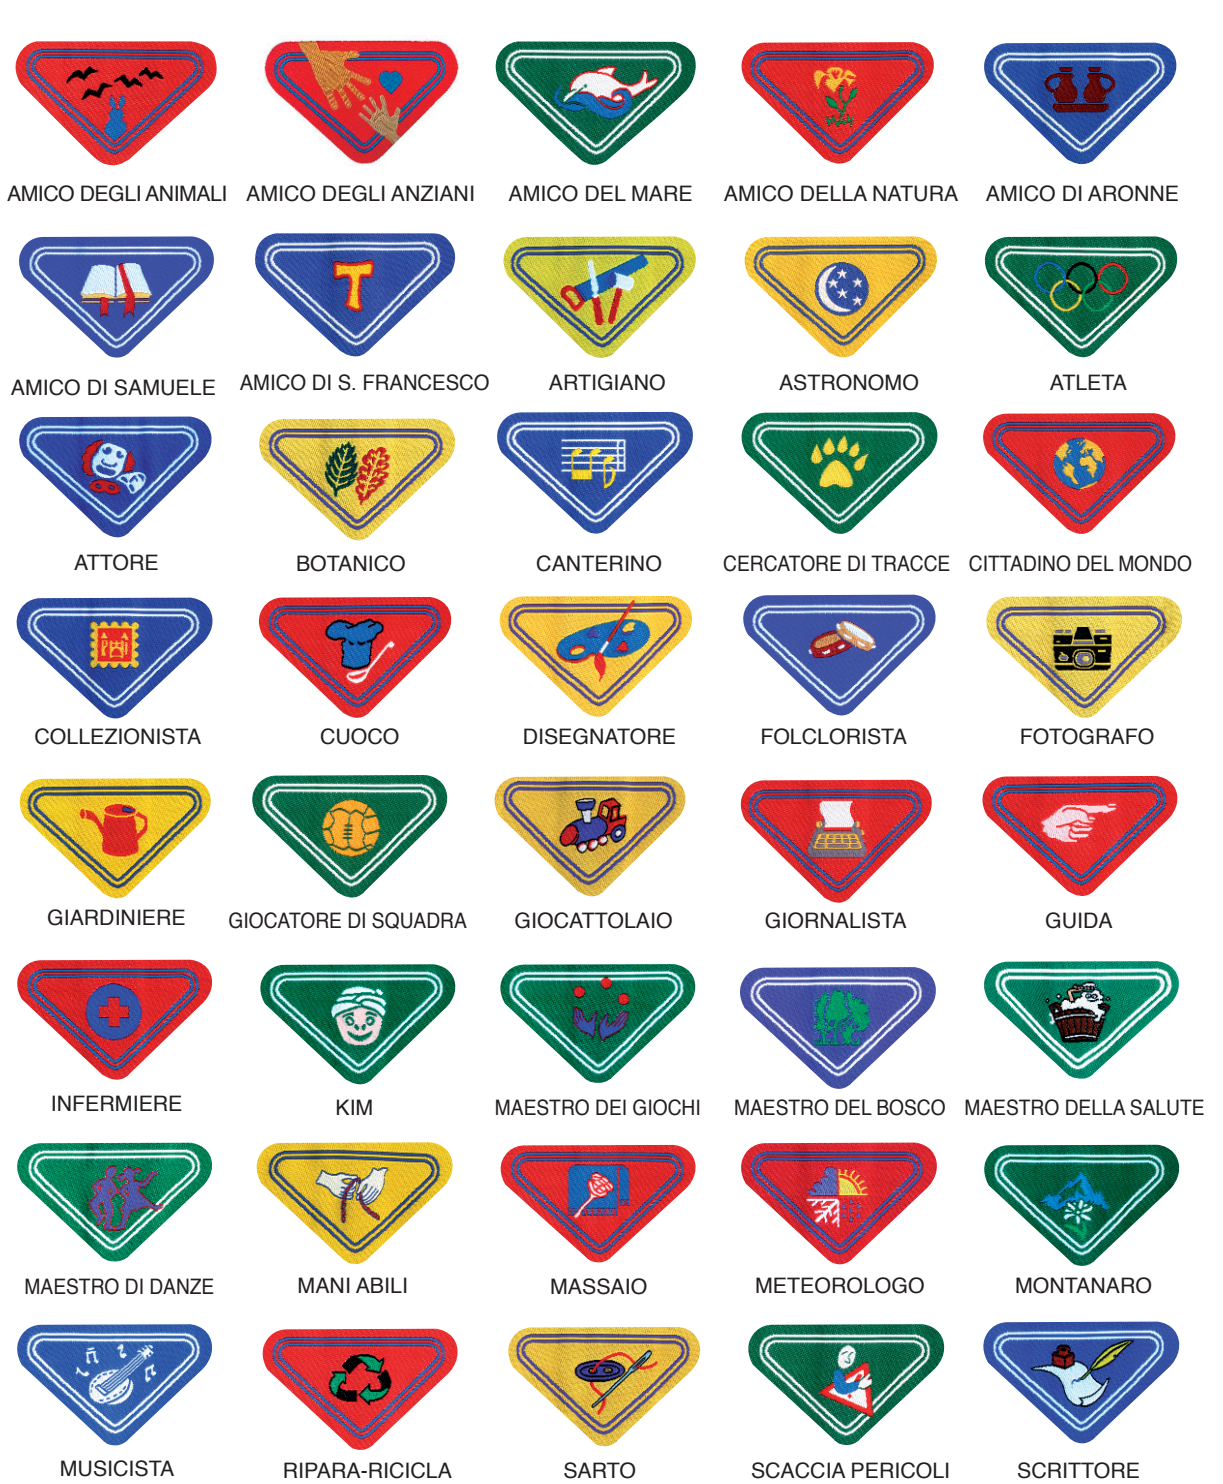 AMICO DEGLI ANIMALI
AMICO DEGLI ANZIANI
AMICO DEL MARE
AMICO DELLA NATURA
AMICO DI ARONNE
AMICO DI SAMUELE
AMICO DI S. FRANCESCO
ARTIGIANO
ASTRONOMO
ATLETA
ATTORE
BOTANICO
CANTERINO
CERCATORE DI TRACCE
CITTADINO DEL MONDO
COLLEZIONISTA
CUOCO
DISEGNATORE
FOLCLORISTA
FOTOGRAFO
GIARDINIERE
GIOCATORE DI SQUADRA
GIOCATTOLAIO
GIORNALISTA
GUIDA
INFERMIERE
KIM
MAESTRO DEI GIOCHI
MAESTRO DEL BOSCO
MAESTRO DELLA SALUTE
MAESTRO DI DANZE
MANI ABILI
MASSAIO
METEOROLOGO
MONTANARO
MUSICISTA
RIPARA-RICICLA
SARTO
SCACCIA PERICOLI
SCRITTORE